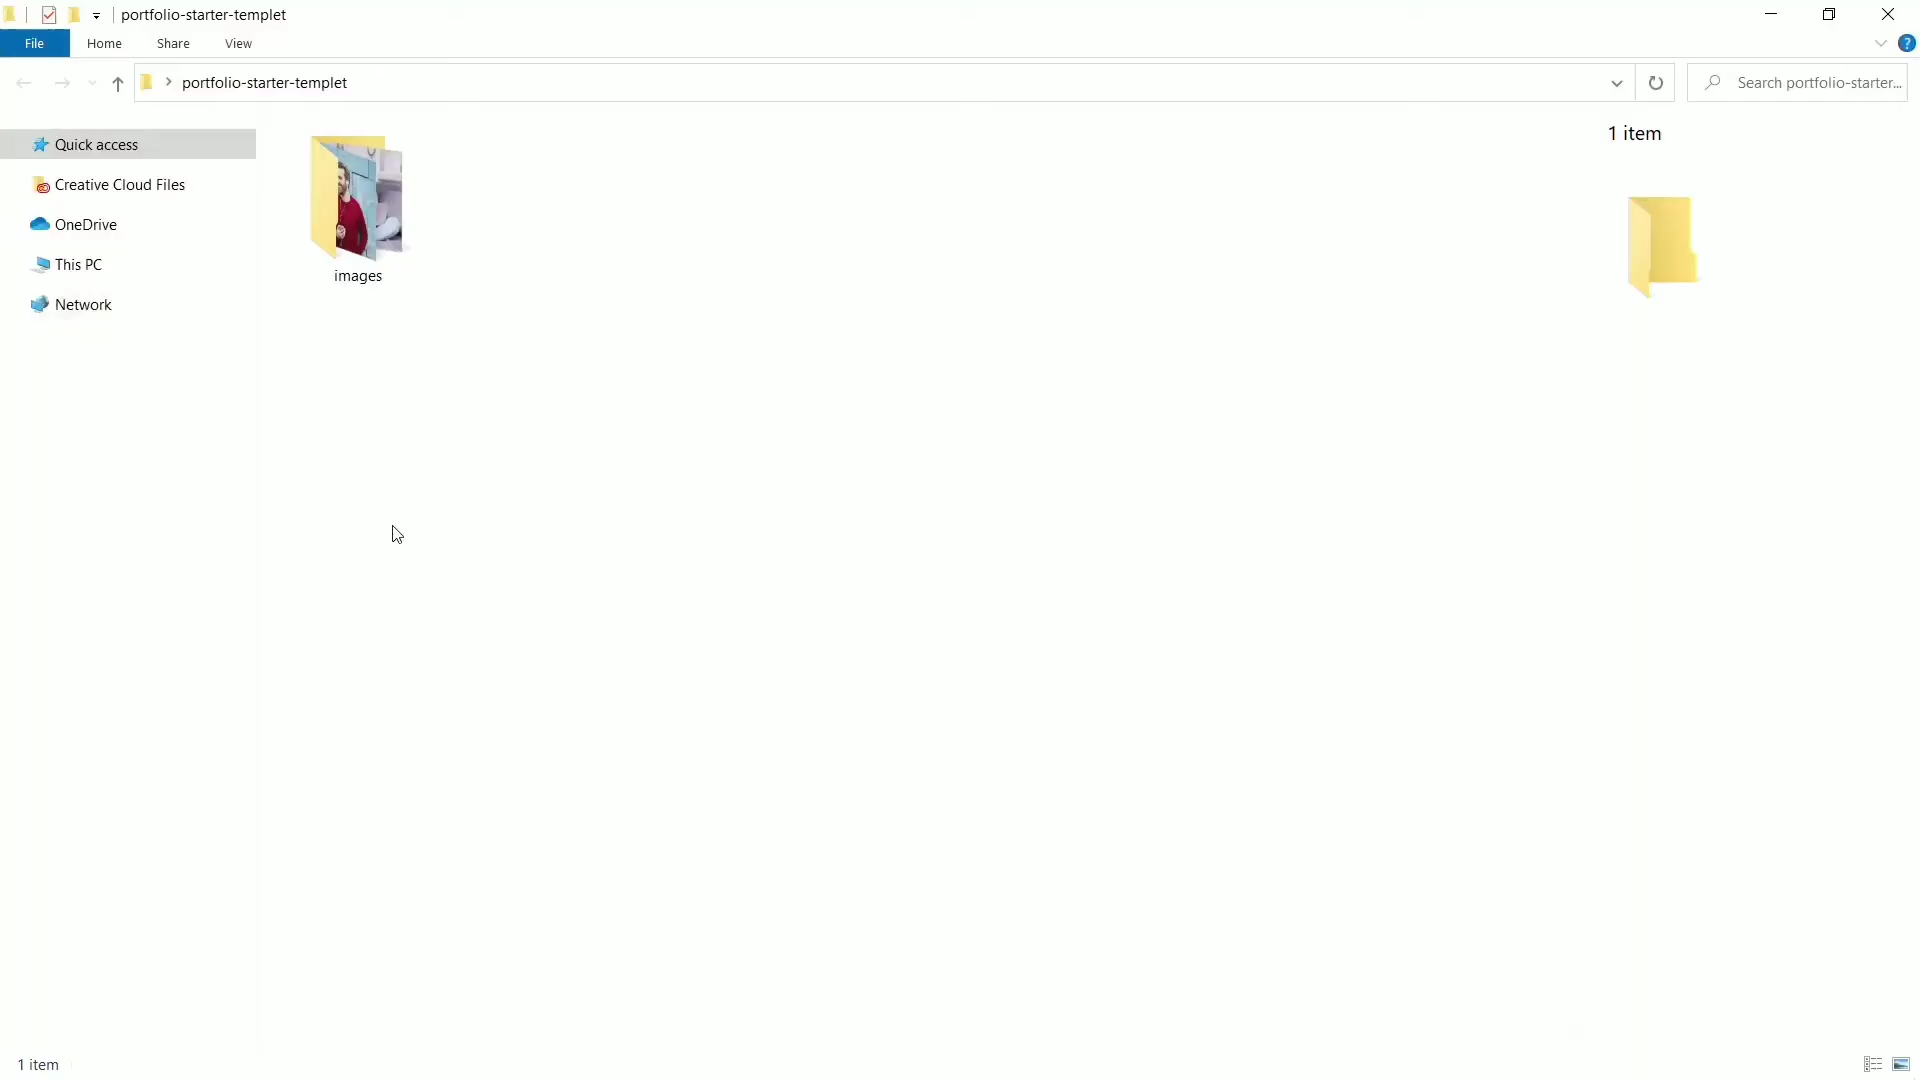 portfolio-starter-templet
File Home Share View
?
portfolio-starter-templet
Search portfolio-starter...
Quick access
Creative Cloud Files
OneDrive
This PC
Network
images
1 item
1 item